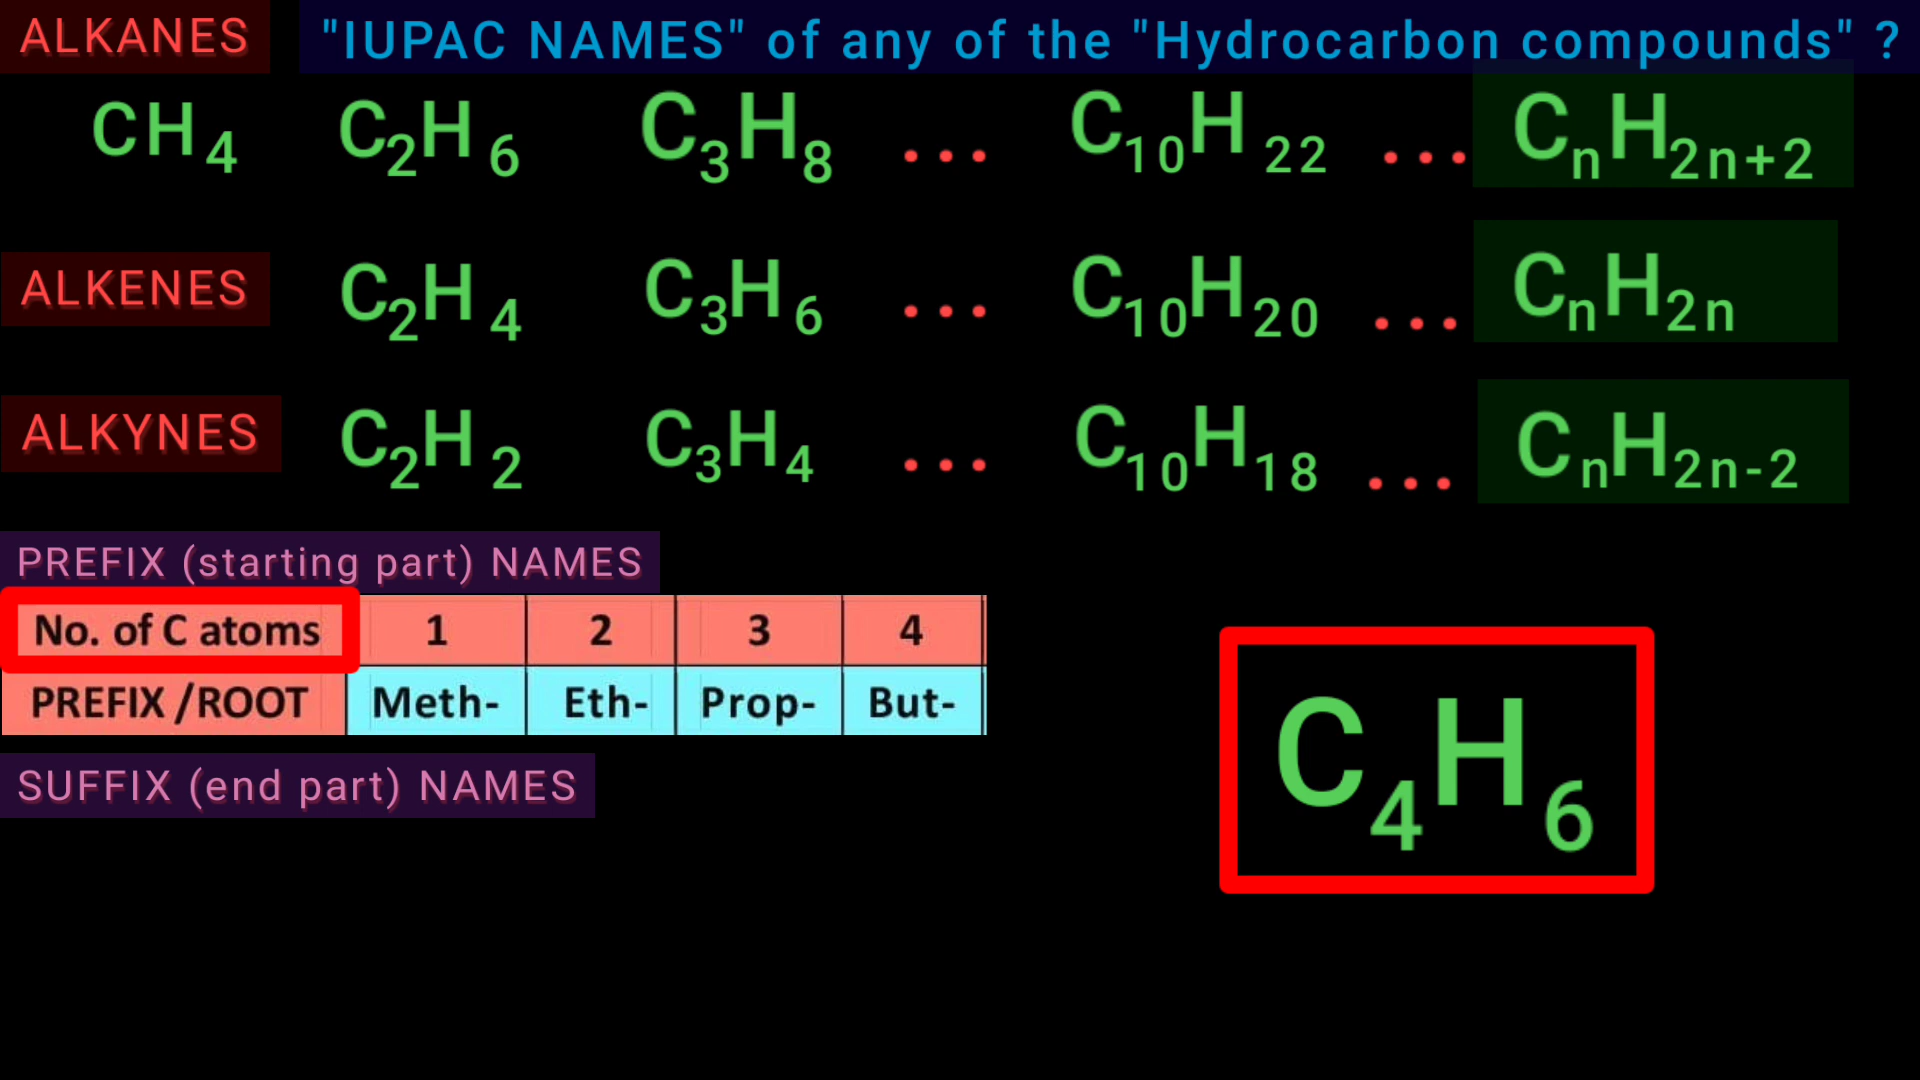 ALKANES "IUPAC NAMES" of any of the "Hydrocarbon compounds" ?
CH4 C2H6 C3H8 ... C10H22 ... CnH2n+2
ALKENES C2H4 C3H6 ... C10H20 ... CnH2n
ALKYNES C2H2 C3H4 ... C10H18 ... CnH2n-2
PREFIX (starting part) NAMES
No. of C atoms 1 2 3 4
PREFIX /ROOT Meth- Eth- Prop- But-
SUFFIX (end part) NAMES
C4H6